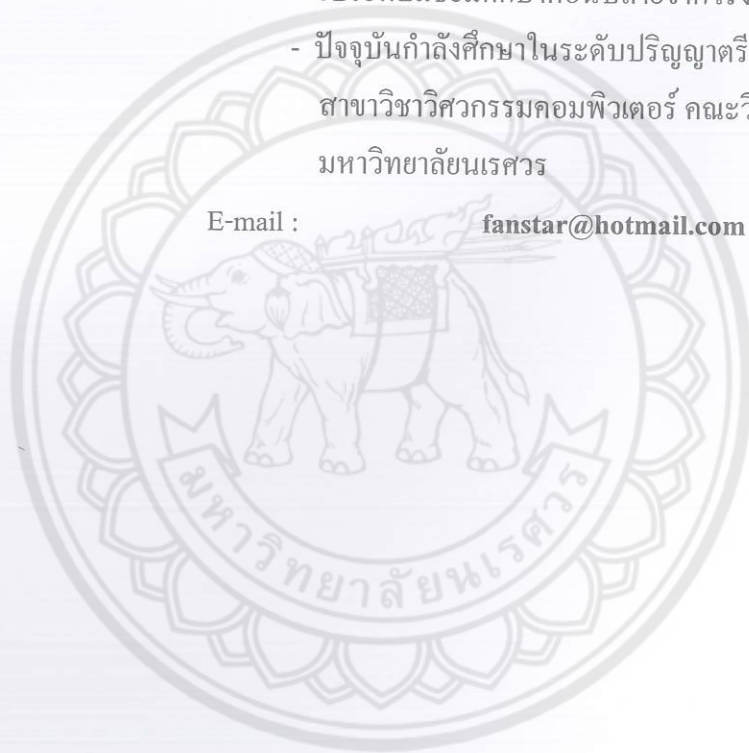 - ปัจจุบันกำลังศึกษาในระดับปริญญาตรี
สาขาวิชาวิศวกรรมคอมพิวเตอร์ คณะวิ
มหาวิทยาลัยนเรศวร
E-mail : fanstar@hotmail.com
มหาวิทยาลัยนเรศวร